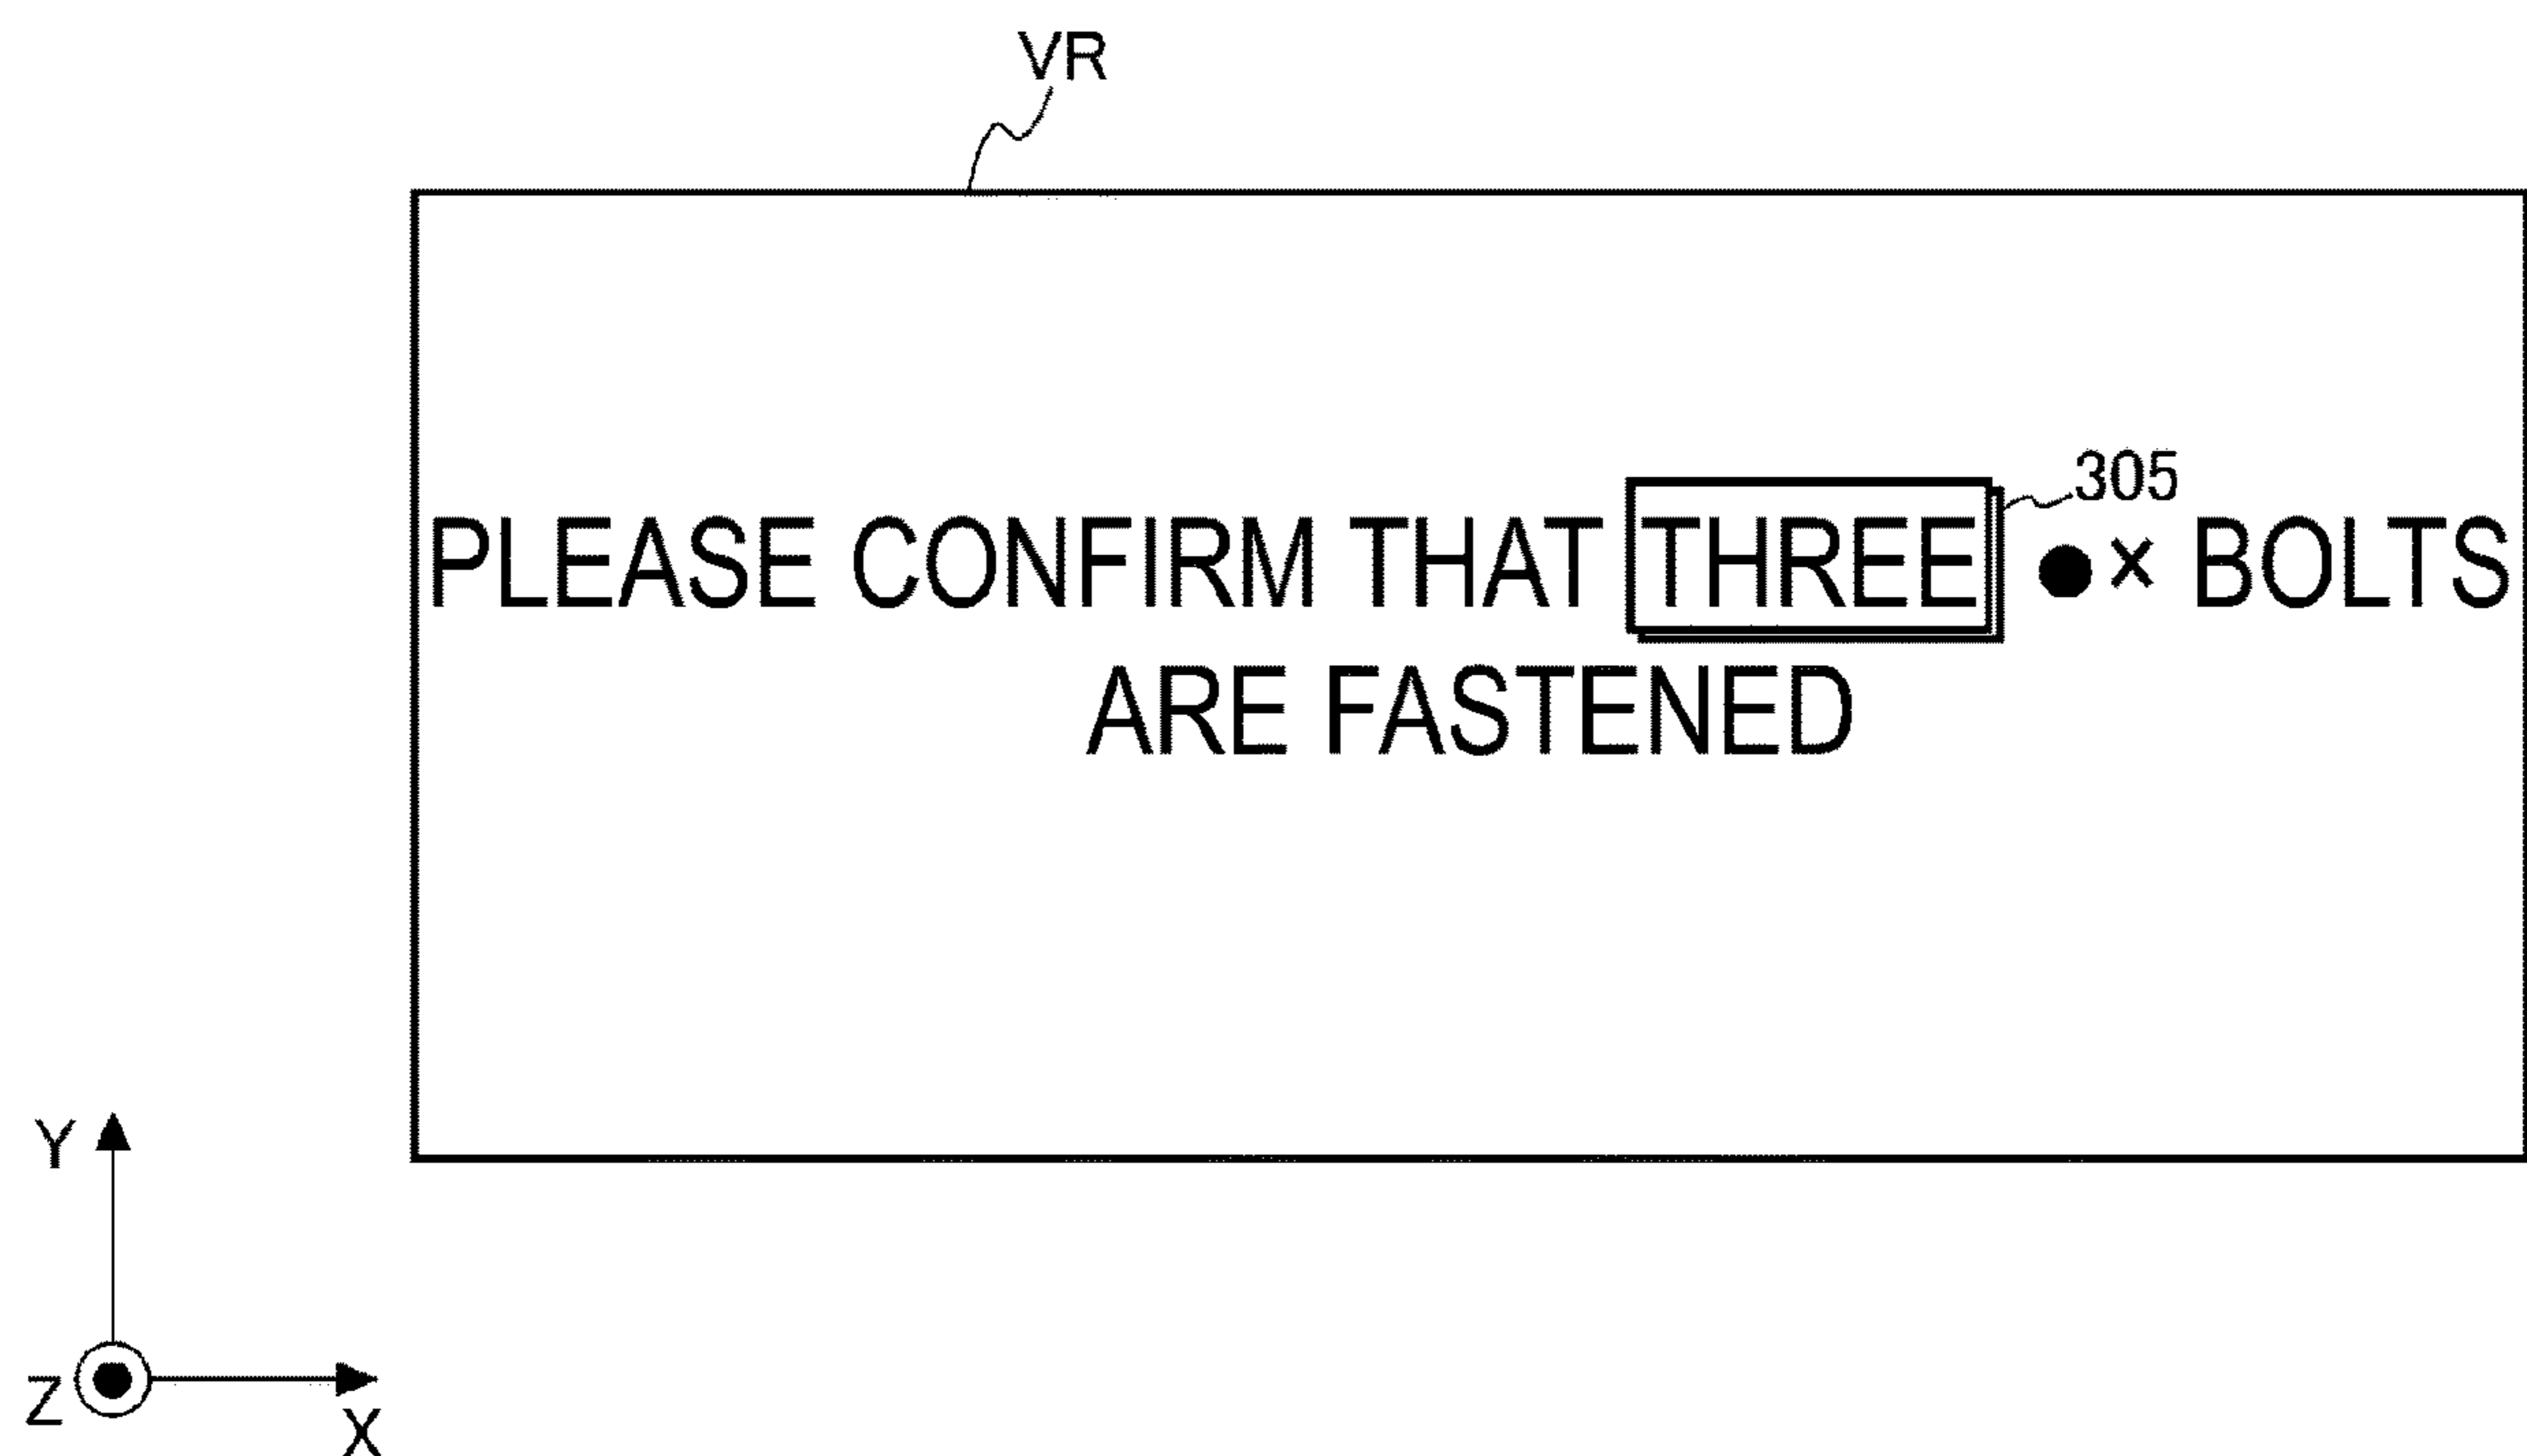 VR
305
PLEASE CONFIRM THAT THREE ●× BOLTS
ARE FASTENED
Y
Z
X